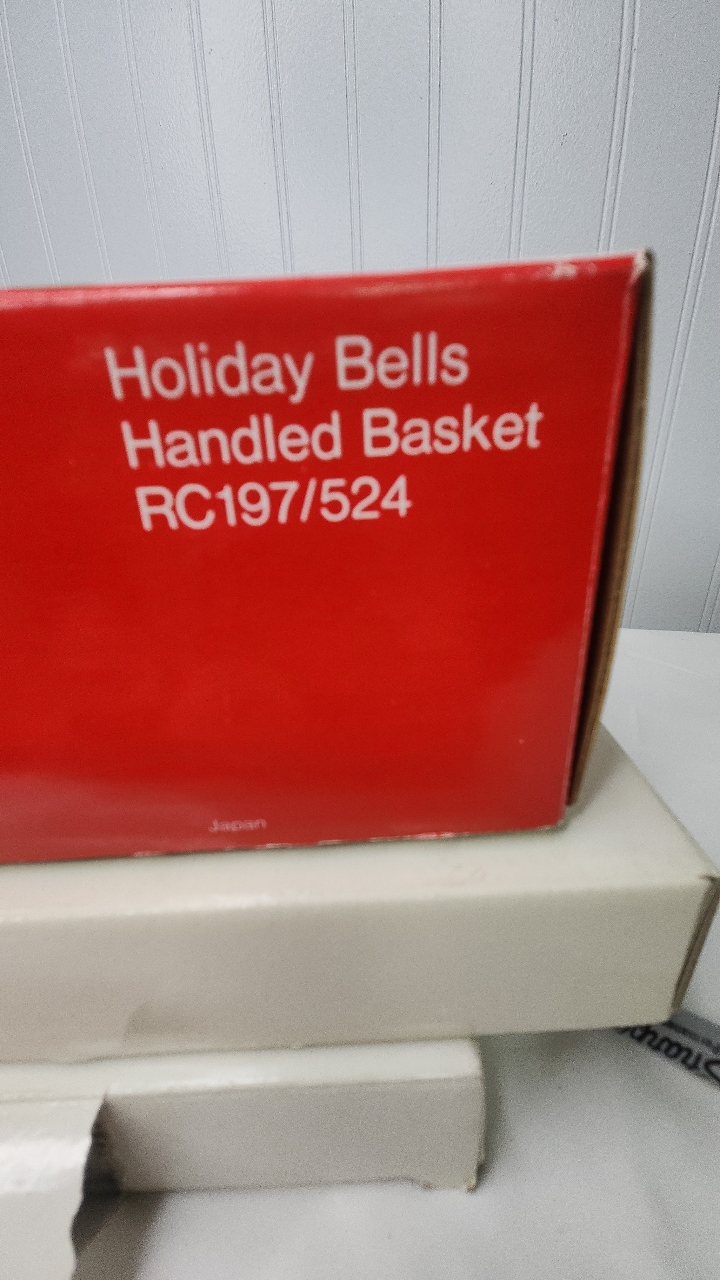 Holiday Bells
Handled Basket
RC197/524
Japan